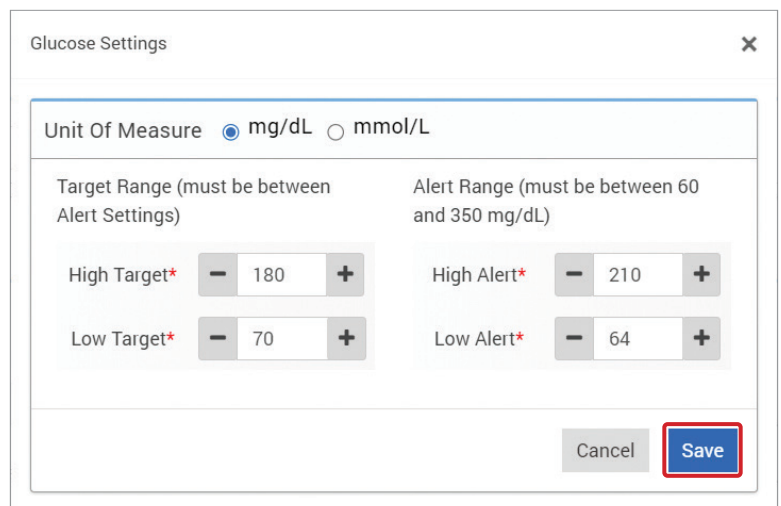 Glucose Settings ×
Unit Of Measure mg/dL mmol/L
Target Range (must be between
Alert Settings)
Alert Range (must be between 60
and 350 mg/dL)
High Target* − 180 +
High Alert* − 210 +
Low Target* − 70 +
Low Alert* − 64 +
Cancel Save